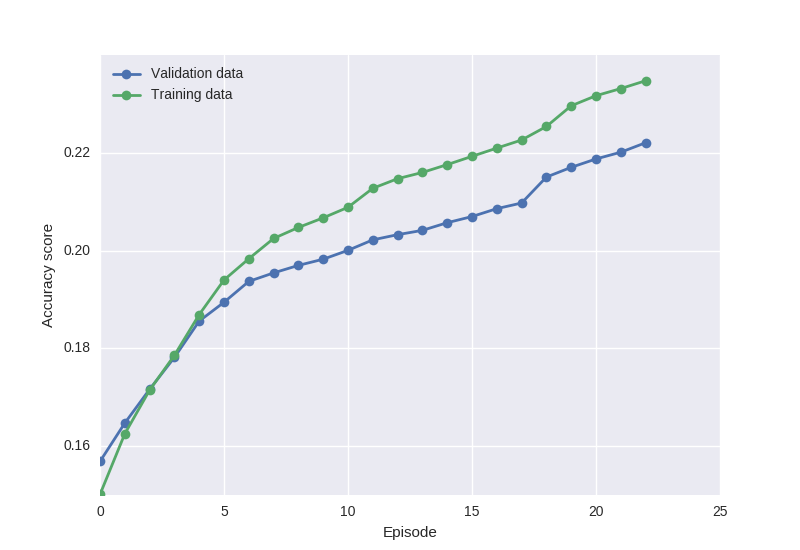 Validation data
Training data
0.22
0.20
0.18
0.16
Accuracy score
0
5
10
15
20
25
Episode